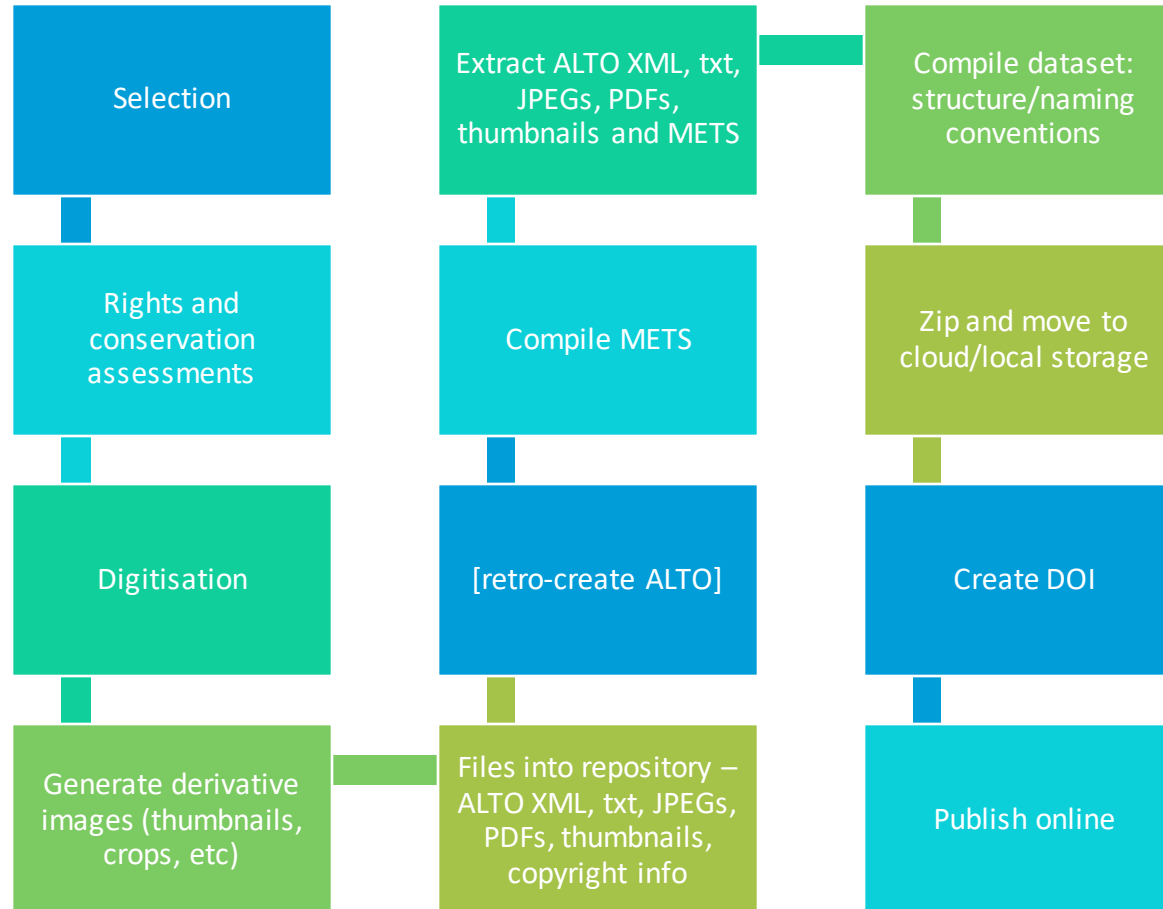 Selection
Rights and
conservation
assessments
Digitisation
Generate derivative
images (thumbnails,
crops, etc)
Files into repository –
ALTO XML, txt, JPEGs,
PDFs, thumbnails,
copyright info
[retro-create ALTO]
Compile METS
Extract ALTO XML, txt,
JPEGs, PDFs,
thumbnails and METS
Compile dataset:
structure/naming
conventions
Zip and move to
cloud/local storage
Create DOI
Publish online